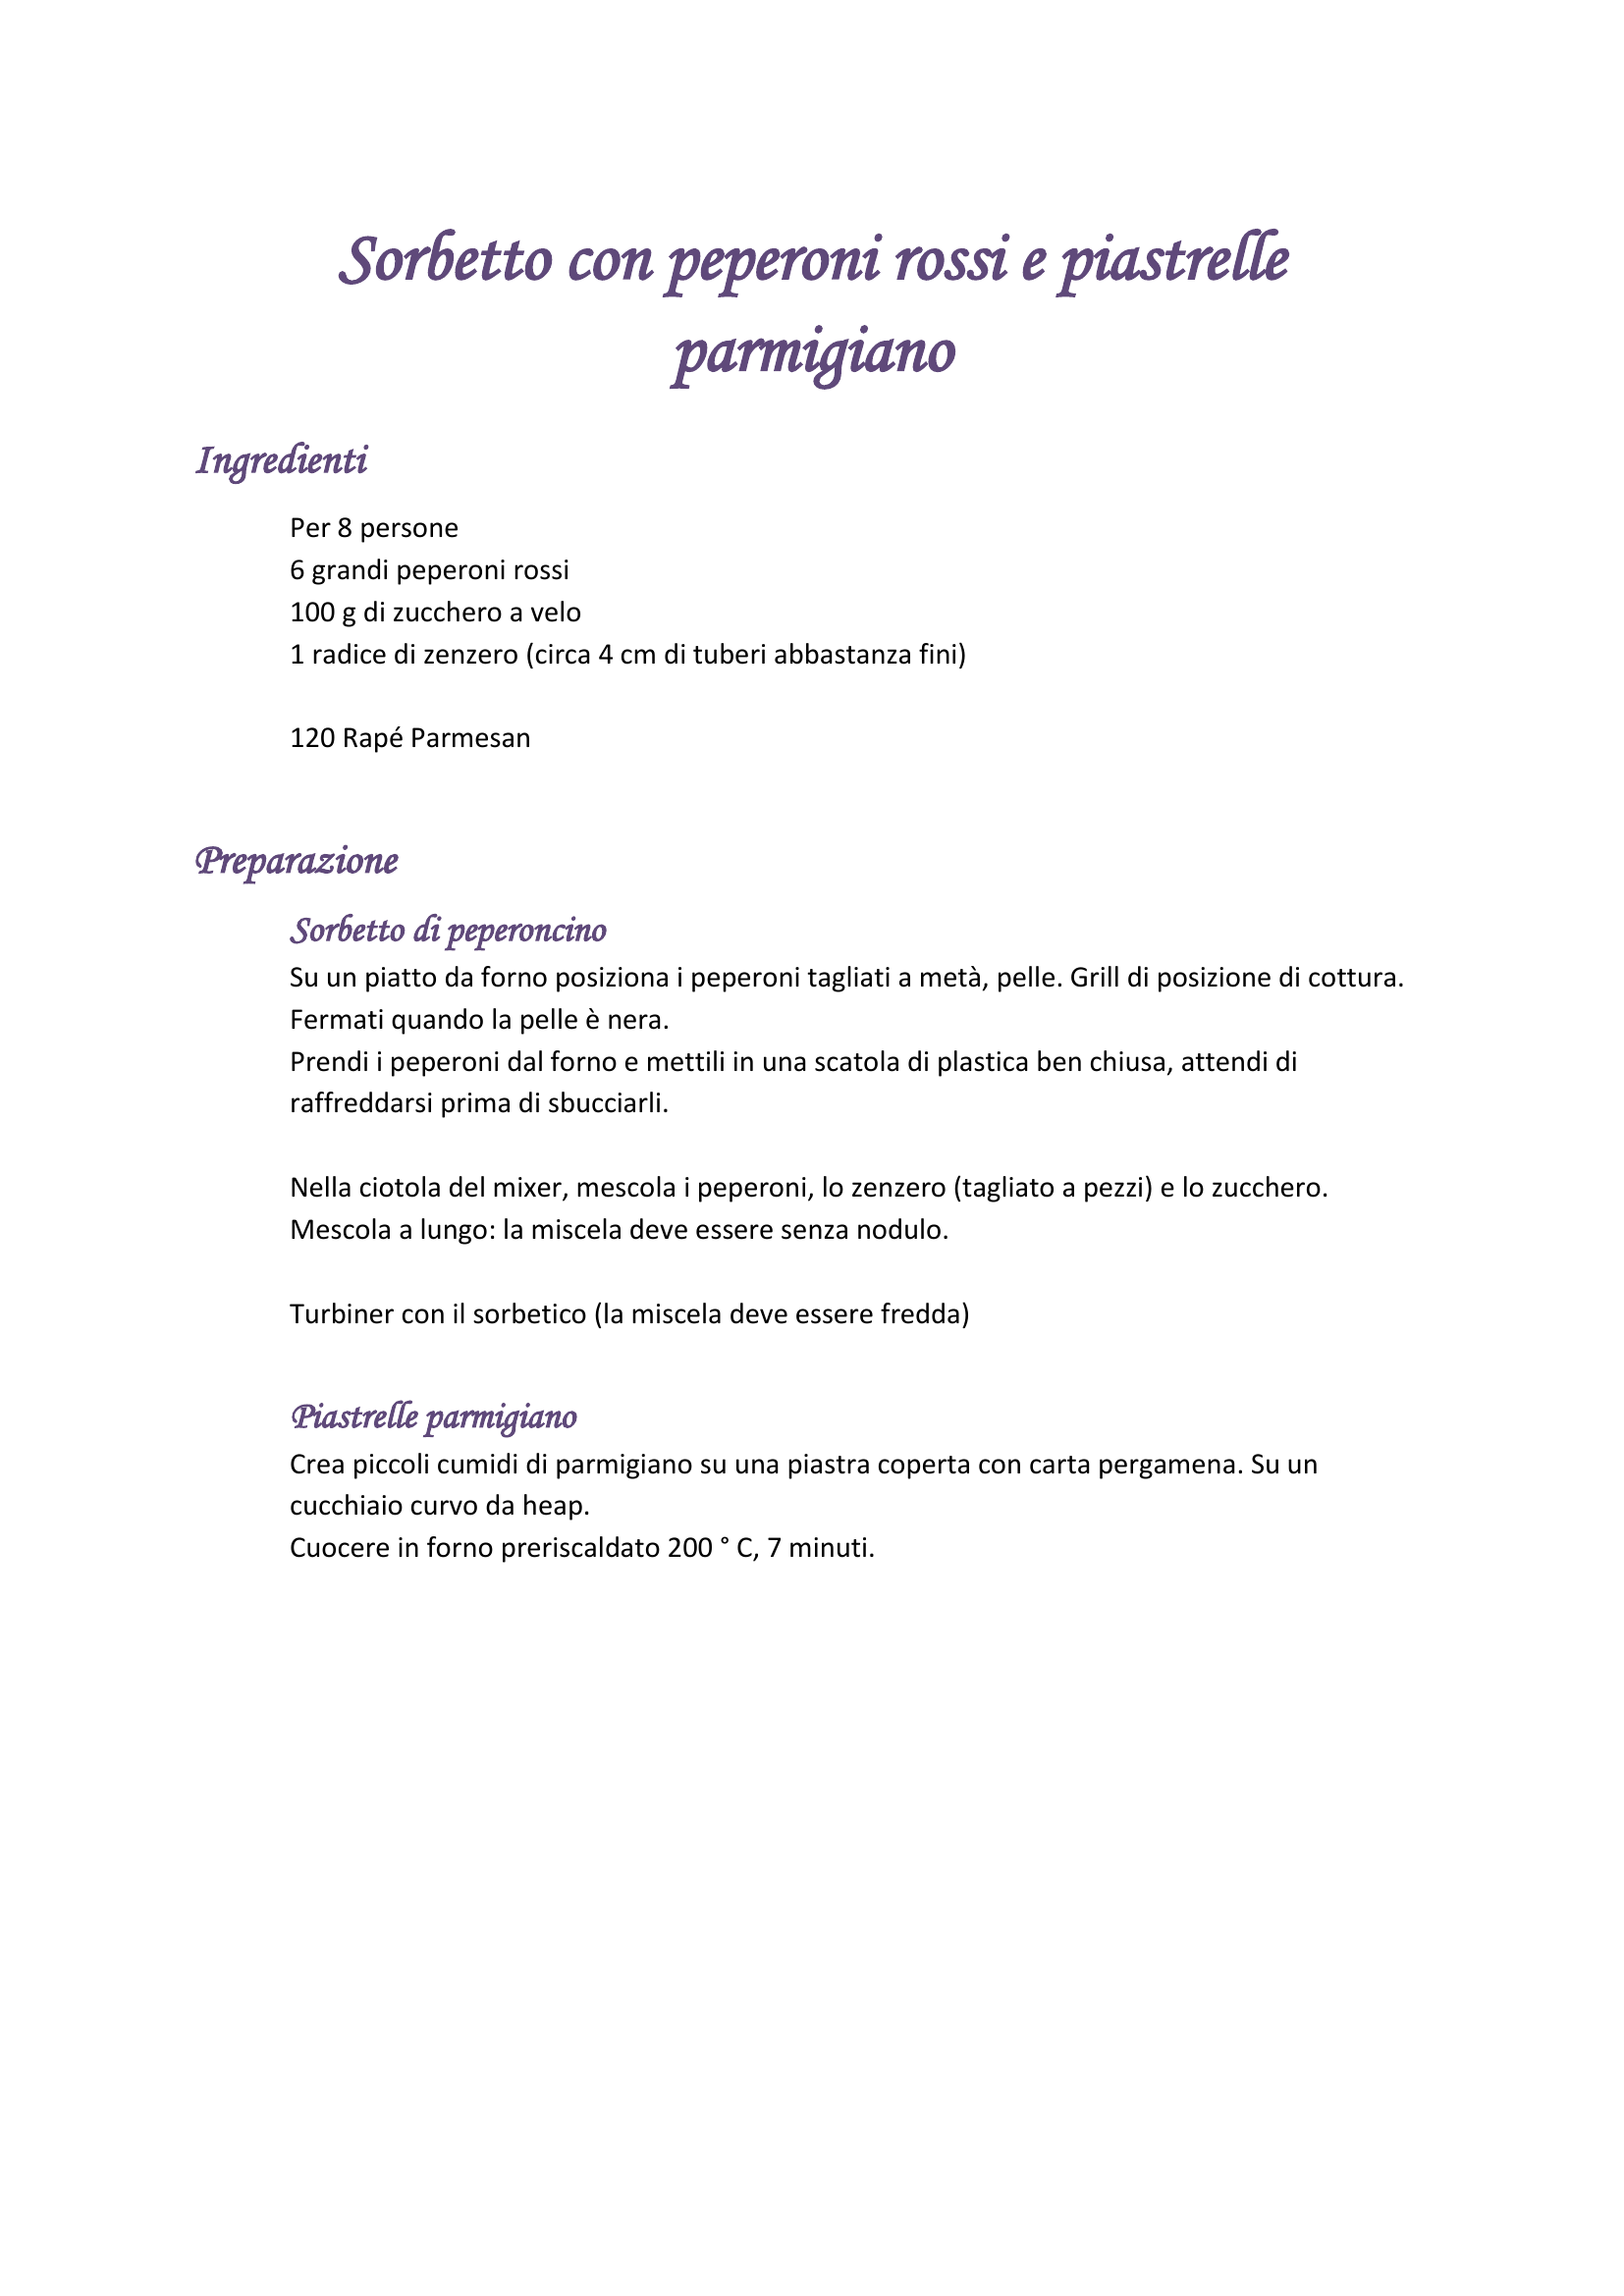 Sorbetto con peperoni rossi e piastrelle
parmigiano
Ingredienti
Per 8 persone
6 grandi peperoni rossi
100 g di zucchero a velo
1 radice di zenzero (circa 4 cm di tuberi abbastanza fini)
120 Rapé Parmesan
Preparazione
Sorbetto di peperoncino
Su un piatto da forno posiziona i peperoni tagliati a metà, pelle. Grill di posizione di cottura.
Fermati quando la pelle è nera.
Prendi i peperoni dal forno e mettili in una scatola di plastica ben chiusa, attendi di
raffreddarsi prima di sbucciarli.
Nella ciotola del mixer, mescola i peperoni, lo zenzero (tagliato a pezzi) e lo zucchero.
Mescola a lungo: la miscela deve essere senza nodulo.
Turbiner con il sorbetico (la miscela deve essere fredda)
Piastrelle parmigiano
Crea piccoli cumidi di parmigiano su una piastra coperta con carta pergamena. Su un
cucchiaio curvo da heap.
Cuocere in forno preriscaldato 200 ° C, 7 minuti.